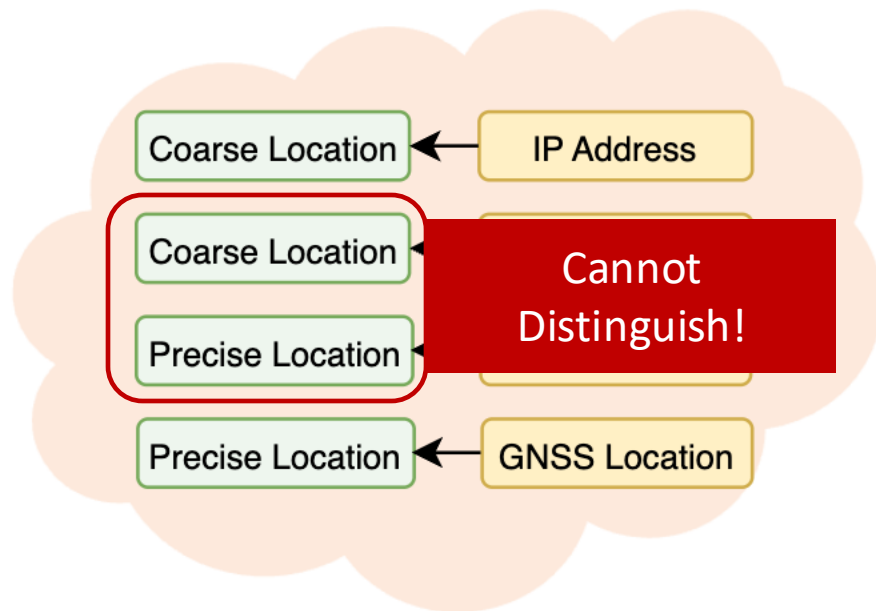 Coarse Location
IP Address
Coarse Location
Cannot
Distinguish!
Precise Location
Precise Location
GNSS Location